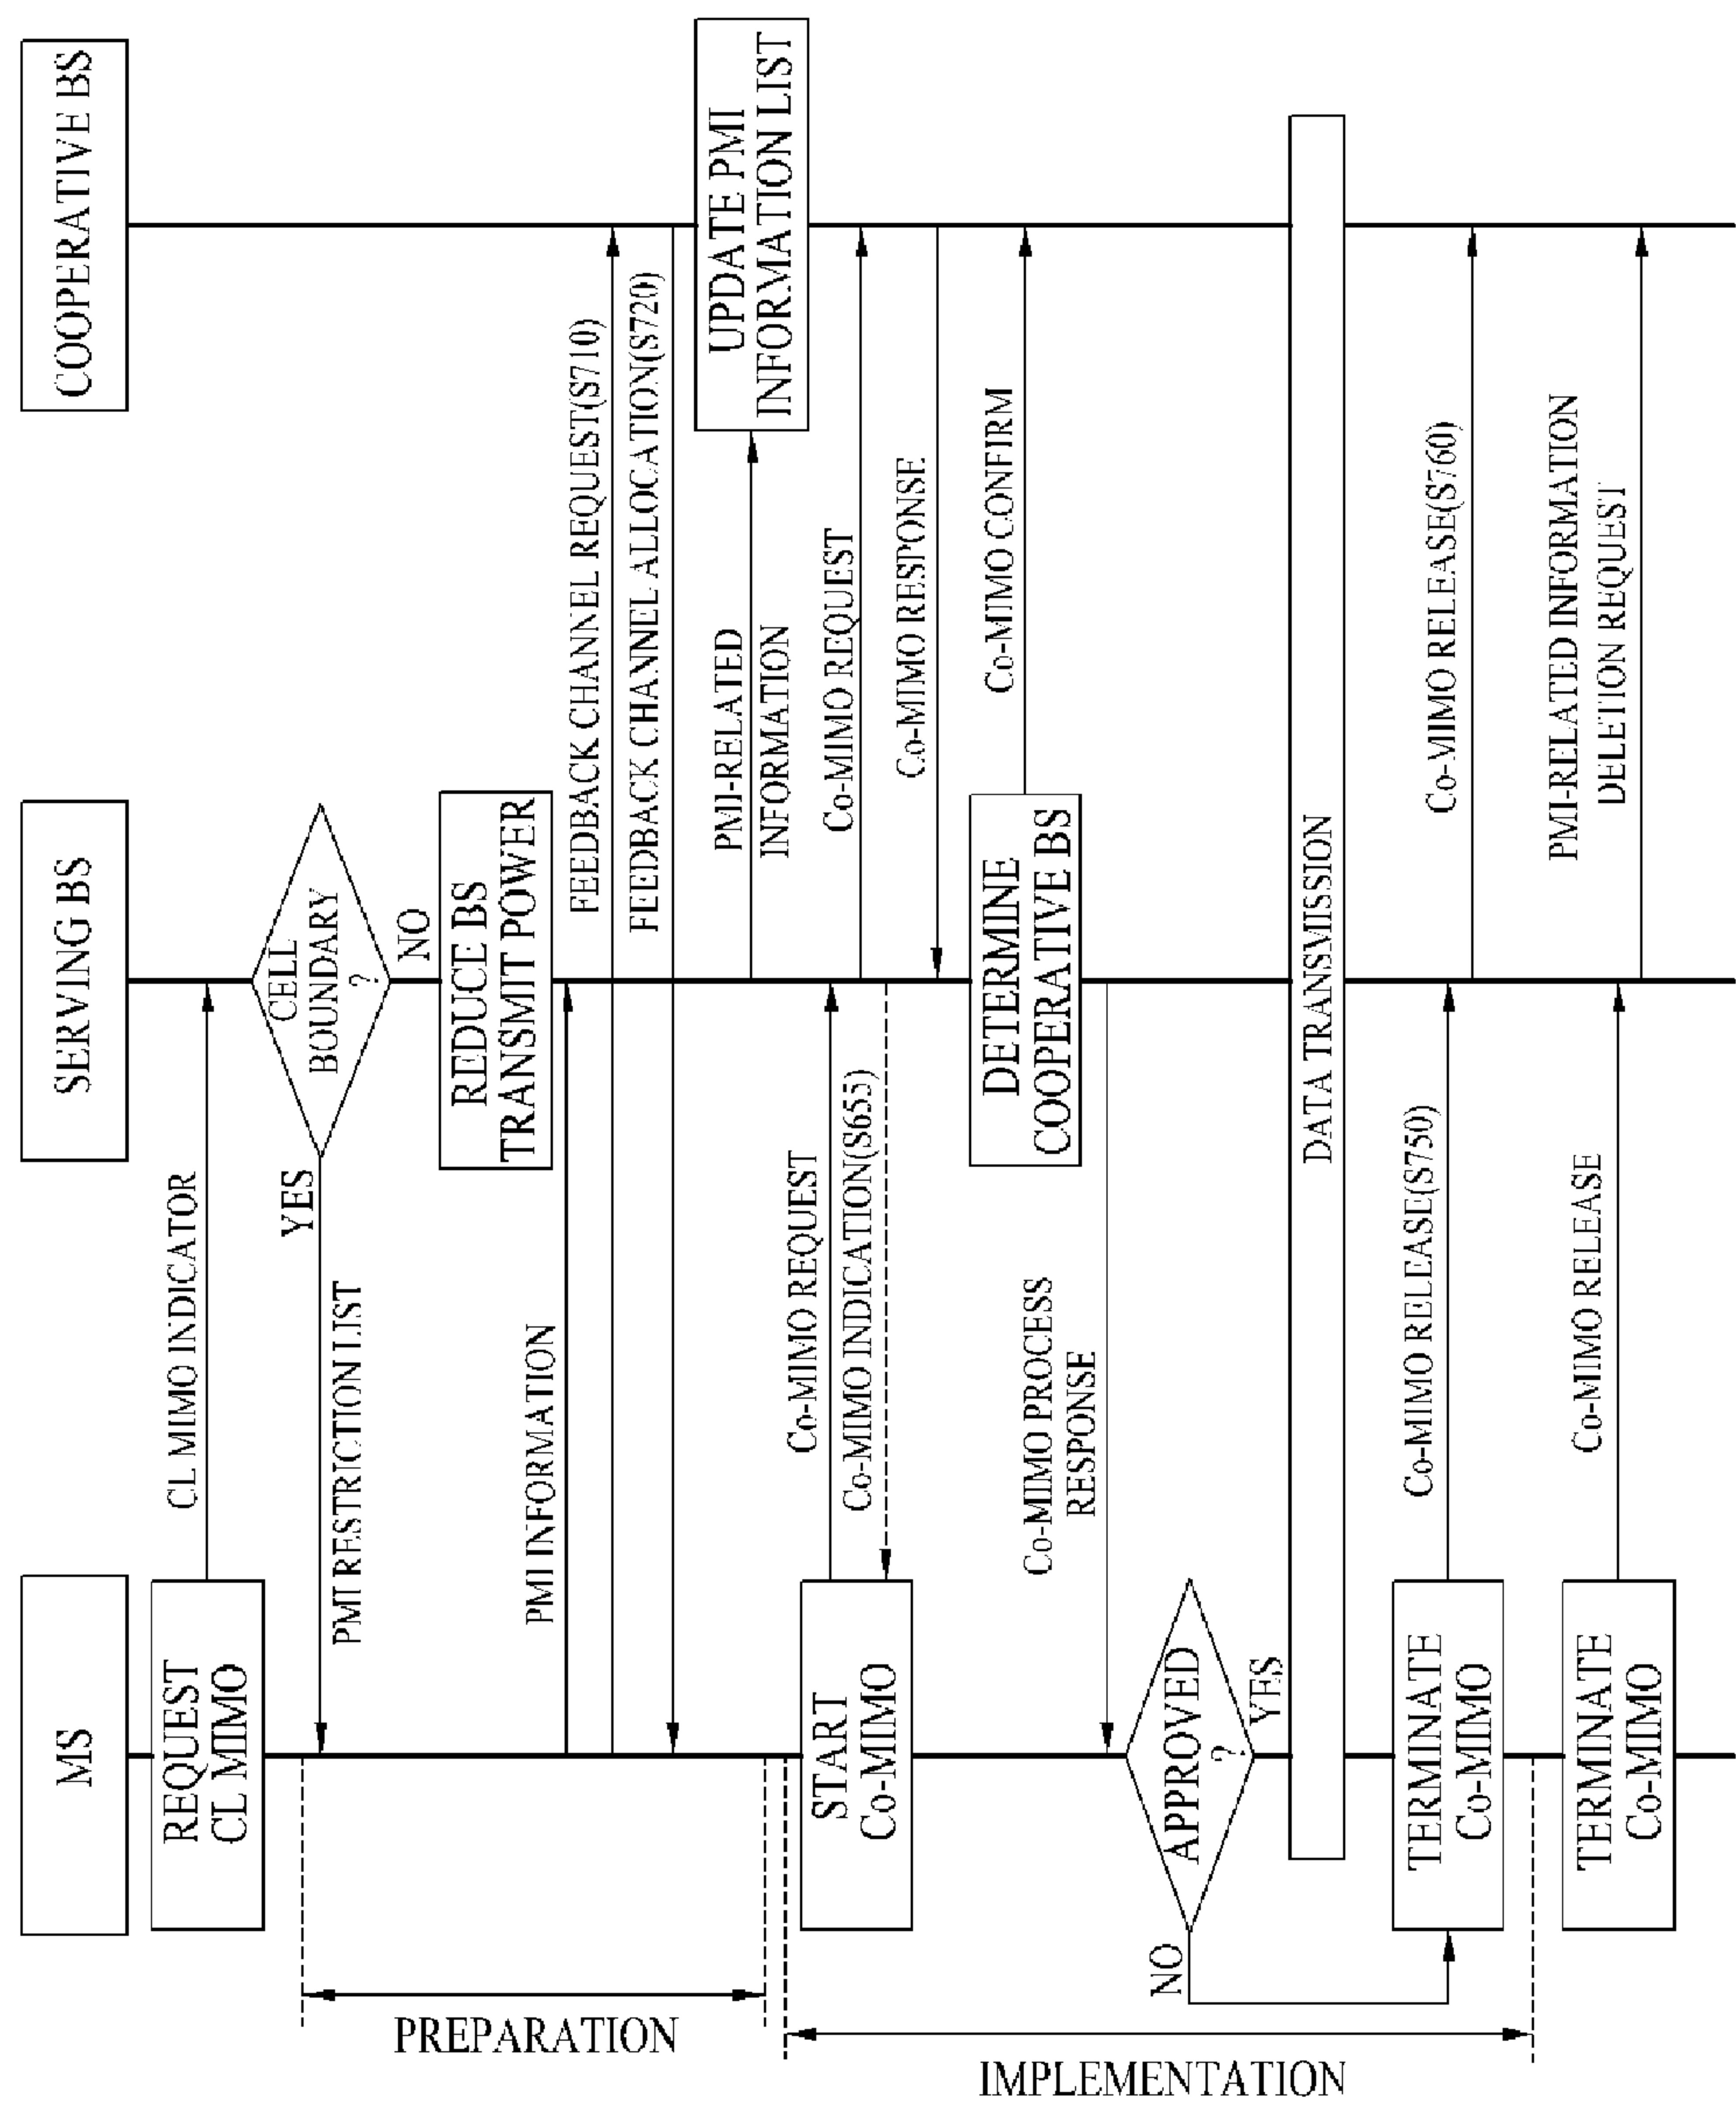 MS
SERVING BS
COOPERATIVE BS
REQUEST
CL MIMO
CL MIMO INDICATOR
CELL
BOUNDARY
?
YES
NO
PMI RESTRICTION LIST
REDUCE BS
TRANSMIT POWER
PMI INFORMATION
FEEDBACK CHANNEL REQUEST(S710)
FEEDBACK CHANNEL ALLOCATION(S720)
PMI-RELATED
INFORMATION
UPDATE PMI
INFORMATION LIST
PREPARATION
START
Co-MIMO
Co-MIMO REQUEST
Co-MIMO INDICATION(S655)
Co-MIMO REQUEST
Co-MIMO RESPONSE
DETERMINE
COOPERATIVE BS
Co-MIMO CONFIRM
Co-MIMO PROCESS
RESPONSE
APPROVED
?
YES
NO
DATA TRANSMISSION
TERMINATE
Co-MIMO
Co-MIMO RELEASE(S750)
Co-MIMO RELEASE(S760)
IMPLEMENTATION
TERMINATE
Co-MIMO
Co-MIMO RELEASE
PMI-RELATED INFORMATION
DELETION REQUEST